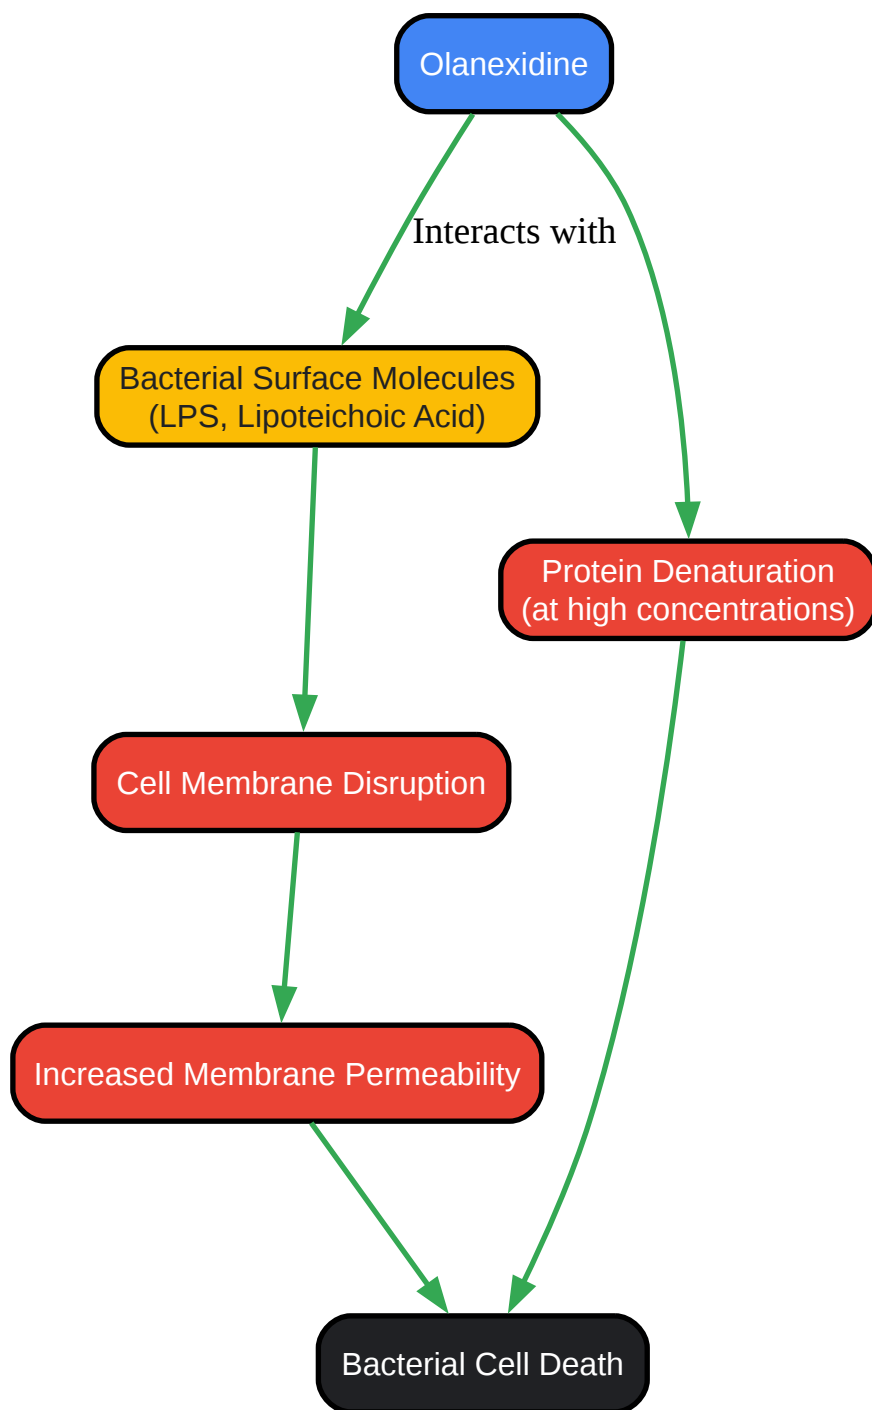 Olanexidine
Interacts with
Bacterial Surface Molecules
(LPS, Lipoteichoic Acid)
Protein Denaturation
(at high concentrations)
Cell Membrane Disruption
Increased Membrane Permeability
Bacterial Cell Death